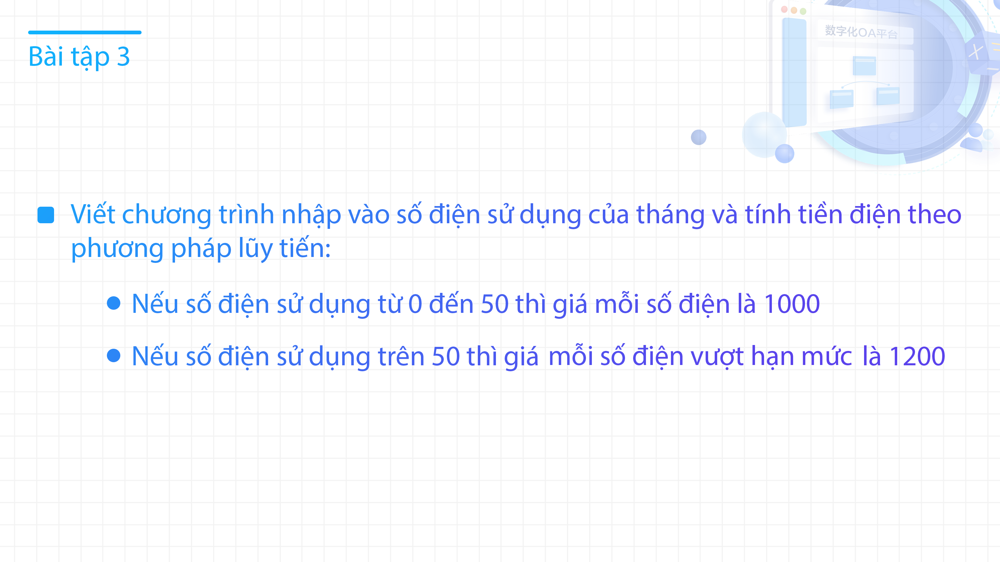 数字化OA平台
Bài tập 3
Viết chương trình nhập vào số điện sử dụng của tháng và tính tiền điện theo
phương pháp lũy tiến:
Nếu số điện sử dụng từ 0 đến 50 thì giá mỗi số điện là 1000
Nếu số điện sử dụng trên 50 thì giá mỗi số điện vượt hạn mức là 1200